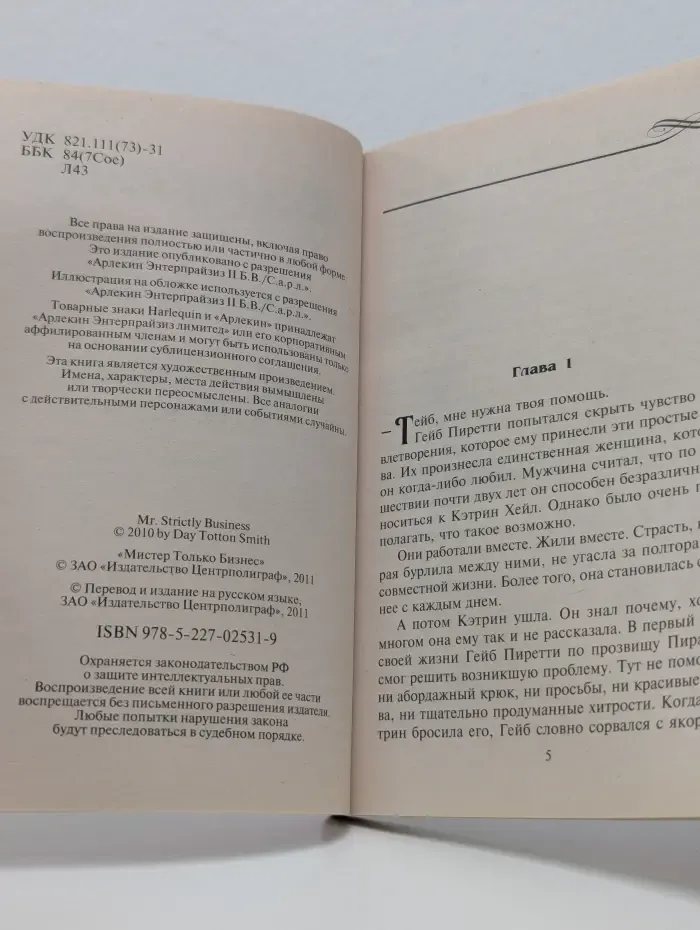 УДК 821.111(73)-31
ББК 84(7Сое)
Л43
Все права на издание защищены, включая право
воспроизведения полностью или частично в любой форме.
Это издание опубликовано с разрешения
«Арлекин Энтерпрайзиз II Б.В./С.а.р.л.».
Иллюстрация на обложке используется с разрешения
«Арлекин Энтерпрайзиз II Б.В./С.а.р.л.».
Товарные знаки Harlequin и «Арлекин» принадлежат
«Арлекин Энтерпрайзиз лимитед» или его корпоративным
аффилированным членам и могут быть использованы только
на основании сублицензионного соглашения.
Эта книга является художественным произведением.
Имена, характеры, места действия вымышлены
или творчески переосмыслены. Все аналогии
с действительными персонажами или событиями случайны.
Mr. Strictly Business
© 2010 by Day Totton Smith
«Мистер Только Бизнес»
© ЗАО «Издательство Центрполиграф», 2011
© Перевод и издание на русском языке,
ЗАО «Издательство Центрполиграф», 2011
ISBN 978-5-227-02531-9
Охраняется законодательством РФ
о защите интеллектуальных прав.
Воспроизведение всей книги или любой ее части
воспрещается без письменного разрешения издателя.
Любые попытки нарушения закона
будут преследоваться в судебном порядке.
Глава 1
— Гейб, мне нужна твоя помощь.
Гейб Пиретти попытался скрыть чувство
влетворения, которое ему принесли эти простые
ва. Их произнесла единственная женщина, кото
он когда-либо любил. Мужчина считал, что по
шествии почти двух лет он способен безразличн
носиться к Кэтрин Хейл. Однако было очень г
полагать, что такое возможно.
Они работали вместе. Жили вместе. Страсть,
рая бурлила между ними, не угасла за полтора
совместной жизни. Более того, она становилась с
нее с каждым днем.
А потом Кэтрин ушла. Он знал почему, хо
многом она ему так и не рассказала. В первый
своей жизни Гейб Пиретти по прозвищу Пира
смог решить возникшую проблему. Тут не помо
ни абордажный крюк, ни просьбы, ни красивые
ва, ни тщательно продуманные хитрости. Когда
трин бросила его, Гейб словно сорвался с якор
5